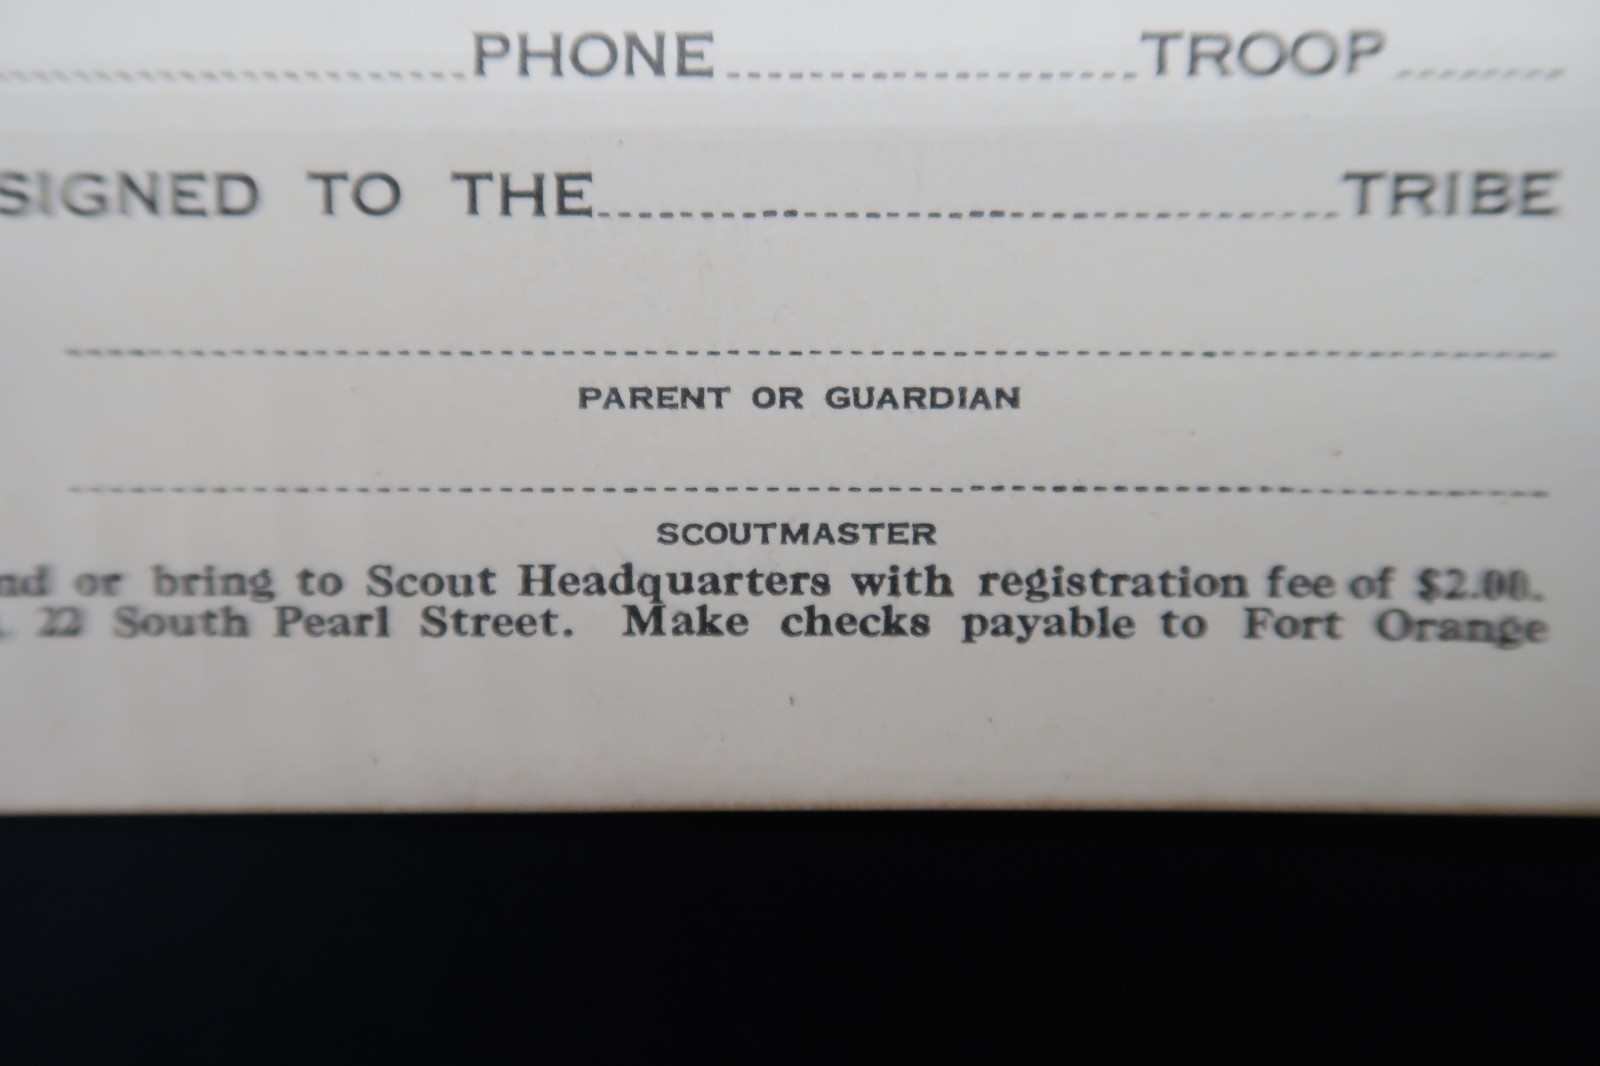 PHONE TROOP
SIGNED TO THE TRIBE
PARENT OR GUARDIAN
SCOUTMASTER
nd or bring to Scout Headquarters with registration fee of $2.00.
. 22 South Pearl Street. Make checks payable to Fort Orange